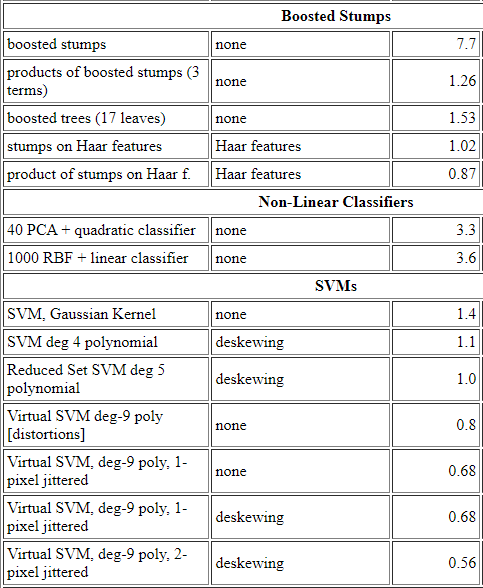 Boosted Stumps
boosted stumps none 7.7
products of boosted stumps (3
terms) none 1.26
boosted trees (17 leaves) none 1.53
stumps on Haar features Haar features 1.02
product of stumps on Haar f. Haar features 0.87
Non-Linear Classifiers
40 PCA + quadratic classifier none 3.3
1000 RBF + linear classifier none 3.6
SVMs
SVM, Gaussian Kernel none 1.4
SVM deg 4 polynomial deskewing 1.1
Reduced Set SVM deg 5
polynomial deskewing 1.0
Virtual SVM deg-9 poly
[distortions] none 0.8
Virtual SVM, deg-9 poly, 1-
pixel jittered none 0.68
Virtual SVM, deg-9 poly, 1-
pixel jittered deskewing 0.68
Virtual SVM, deg-9 poly, 2-
pixel jittered deskewing 0.56